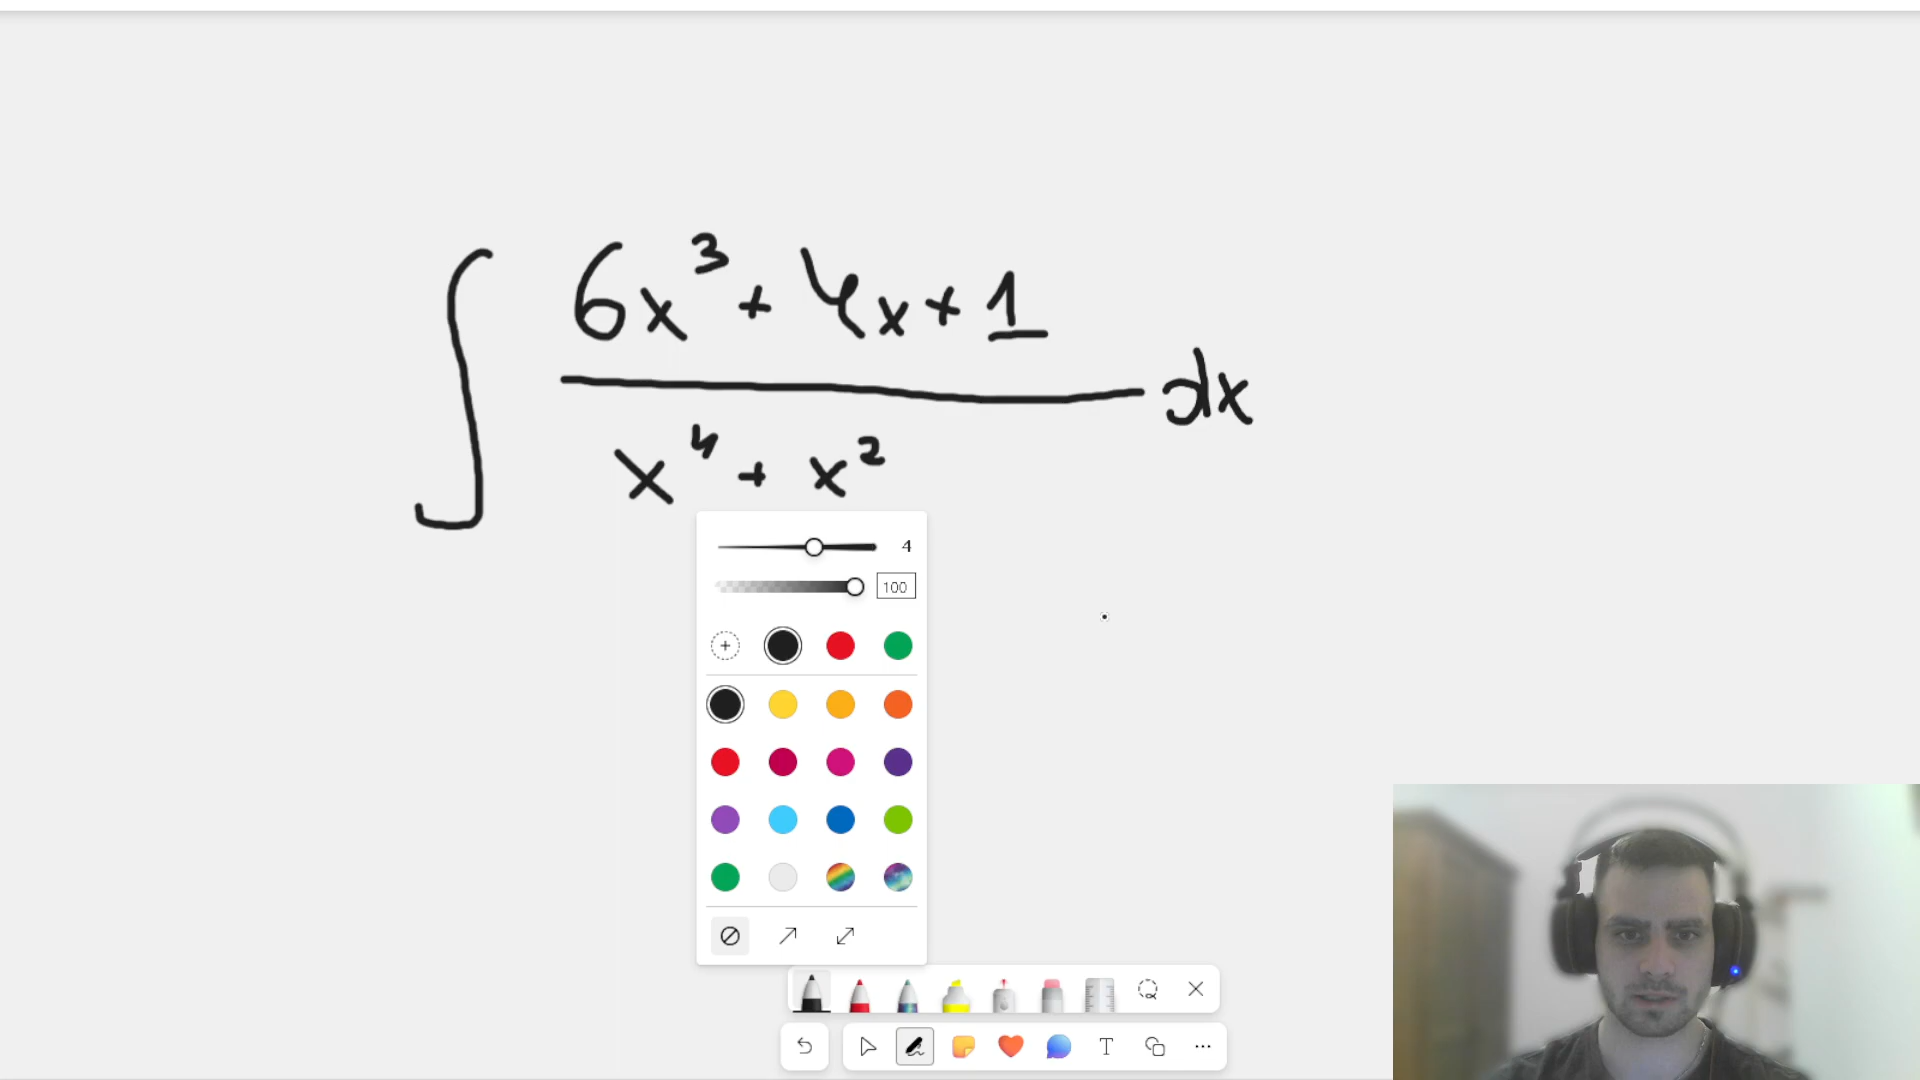 ∫ 6x³ + 4x + 1
dx
x⁴ + x²
4
100
T